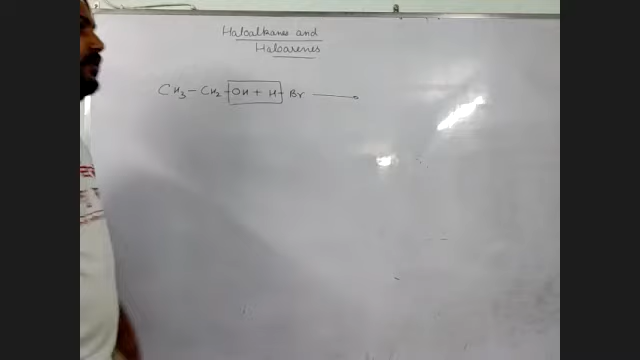 Haloalkanes and
Haloarenes
CH₃-CH₂-OH + H-Br ⟶